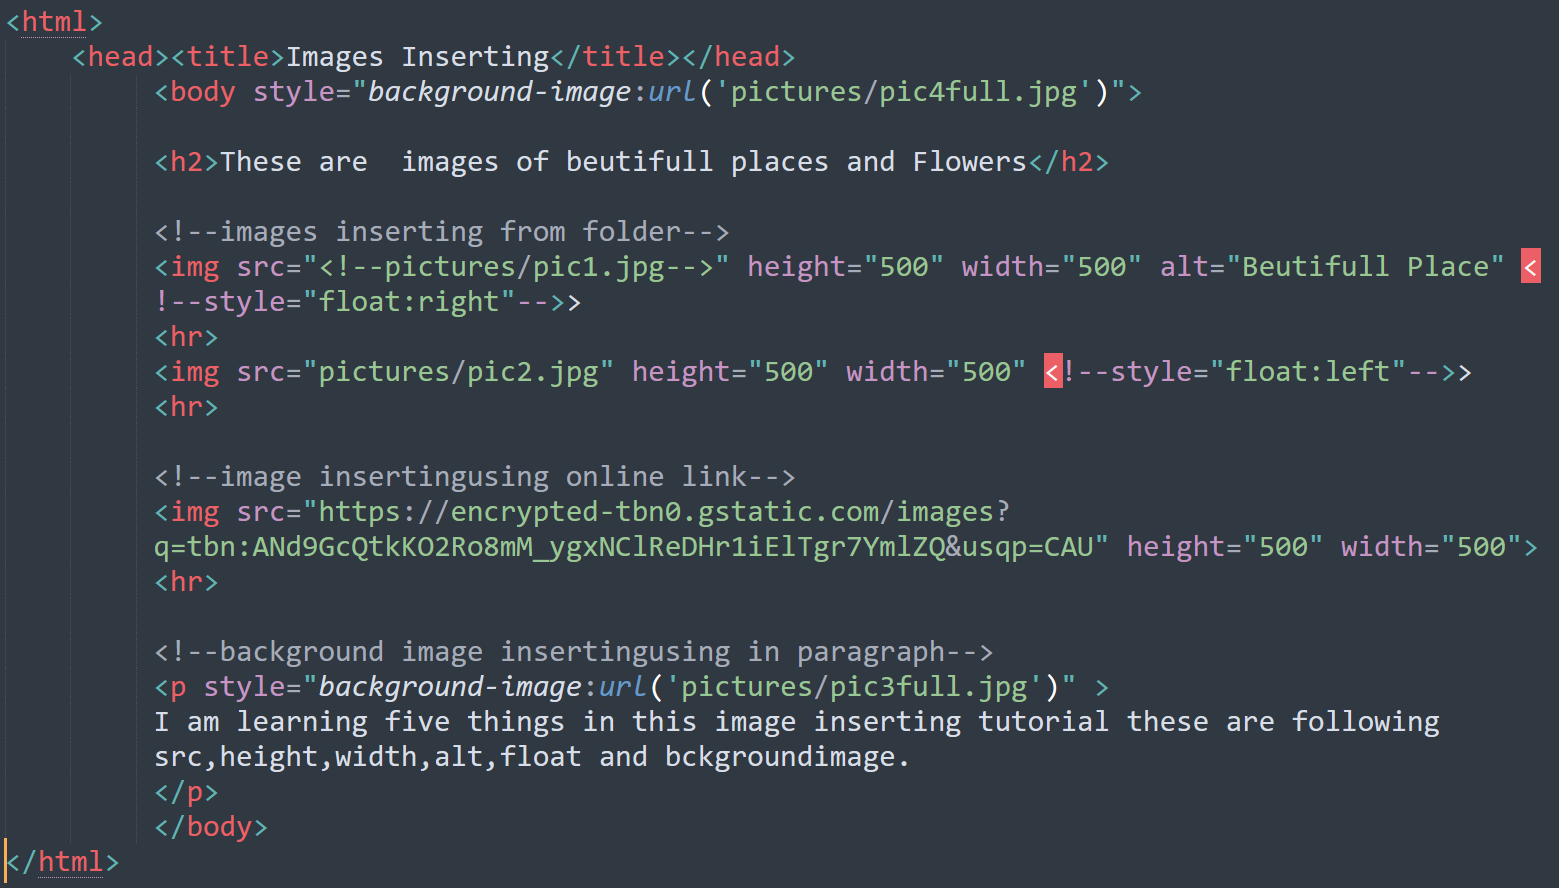 <html>
<head><title>Images Inserting</title></head>
<body style="background-image:url('pictures/pic4full.jpg')">
<h2>These are  images of beutifull places and Flowers</h2>
<!--images inserting from folder-->
<img src="<!--pictures/pic1.jpg-->" height="500" width="500" alt="Beutifull Place" <
!--style="float:right"-->>
<hr>
<img src="pictures/pic2.jpg" height="500" width="500" <!--style="float:left"-->>
<hr>
<!--image insertingusing online link-->
<img src="https://encrypted-tbn0.gstatic.com/images?
q=tbn:ANd9GcQtkKO2Ro8mM_ygxNClReDHr1iElTgr7YmlZQ&usqp=CAU" height="500" width="500">
<hr>
<!--background image insertingusing in paragraph-->
<p style="background-image:url('pictures/pic3full.jpg')" >
I am learning five things in this image inserting tutorial these are following
src,height,width,alt,float and bckgroundimage.
</p>
</body>
</html>